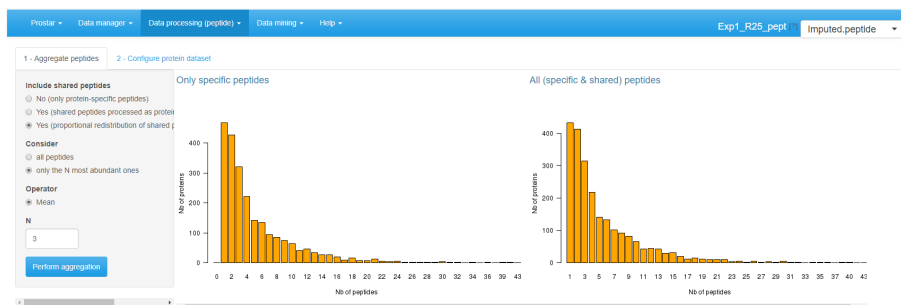 Prostar Data manager Data processing (peptide) Data mining Help
Exp1_R25_pept [?] Imputed.peptide
1 - Aggregate peptides 2 - Configure protein dataset
Include shared peptides
No (only protein-specific peptides)
Yes (shared peptides processed as protein
Yes (proportional redistribution of shared p
Consider
all peptides
only the N most abundant ones
Operator
Mean
N
3
Perform aggregation
Only specific peptides
Nb of proteins
400
300
200
100
0
0 2 4 6 8 10 12 14 16 18 20 22 24 26 28 30 32 34 36 39 43
Nb of peptides
All (specific & shared) peptides
Nb of proteins
400
300
200
100
0
1 3 5 7 9 11 13 15 17 19 21 23 25 27 29 31 33 35 37 40 43
Nb of peptides